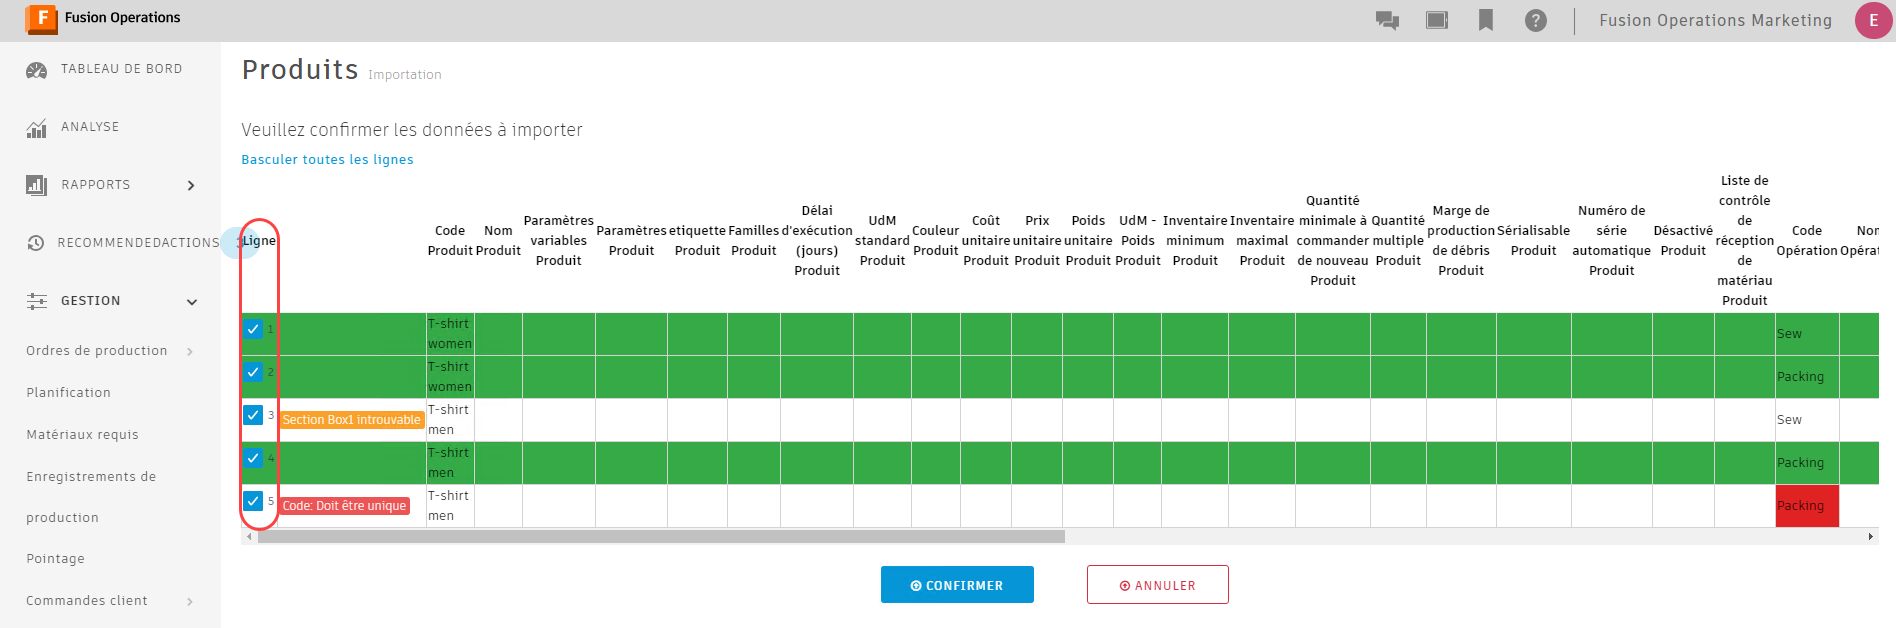 F Fusion Operations
? Fusion Operations Marketing E
TABLEAU DE BORD
ANALYSE
RAPPORTS
RECOMMENDEDACTIONS
GESTION
Ordres de production
Planification
Matériaux requis
Enregistrements de
production
Pointage
Commandes client
Produits Importation
Veuillez confirmer les données à importer
Basculer toutes les lignes
Ligne
Code
Produit
Nom
Produit
Paramètres
variables
Produit
Paramètres
Produit
etiquette
Produit
Familles
Produit
Délai
d'exécution
(jours)
Produit
UdM
standard
Produit
Couleur
Produit
Coût
unitaire
Produit
Prix
unitaire
Produit
Poids
unitaire
Produit
UdM -
Poids
Produit
Inventaire
minimum
Produit
Inventaire
maximal
Produit
Quantité
minimale à
commander
de nouveau
Produit
Quantité
multiple
Produit
Marge de
production
de débris
Produit
Sérialisable
Produit
Numéro de
série
automatique
Produit
Désactivé
Produit
Liste de
contrôle
de
réception
de
matériau
Produit
Code
Opération
Nom
Opérat
1
T-shirt
women
Sew
2
T-shirt
women
Packing
3
Section Box1 introuvable
T-shirt
men
Sew
4
T-shirt
men
Packing
5
Code: Doit être unique
T-shirt
men
Packing
CONFIRMER
ANNULER